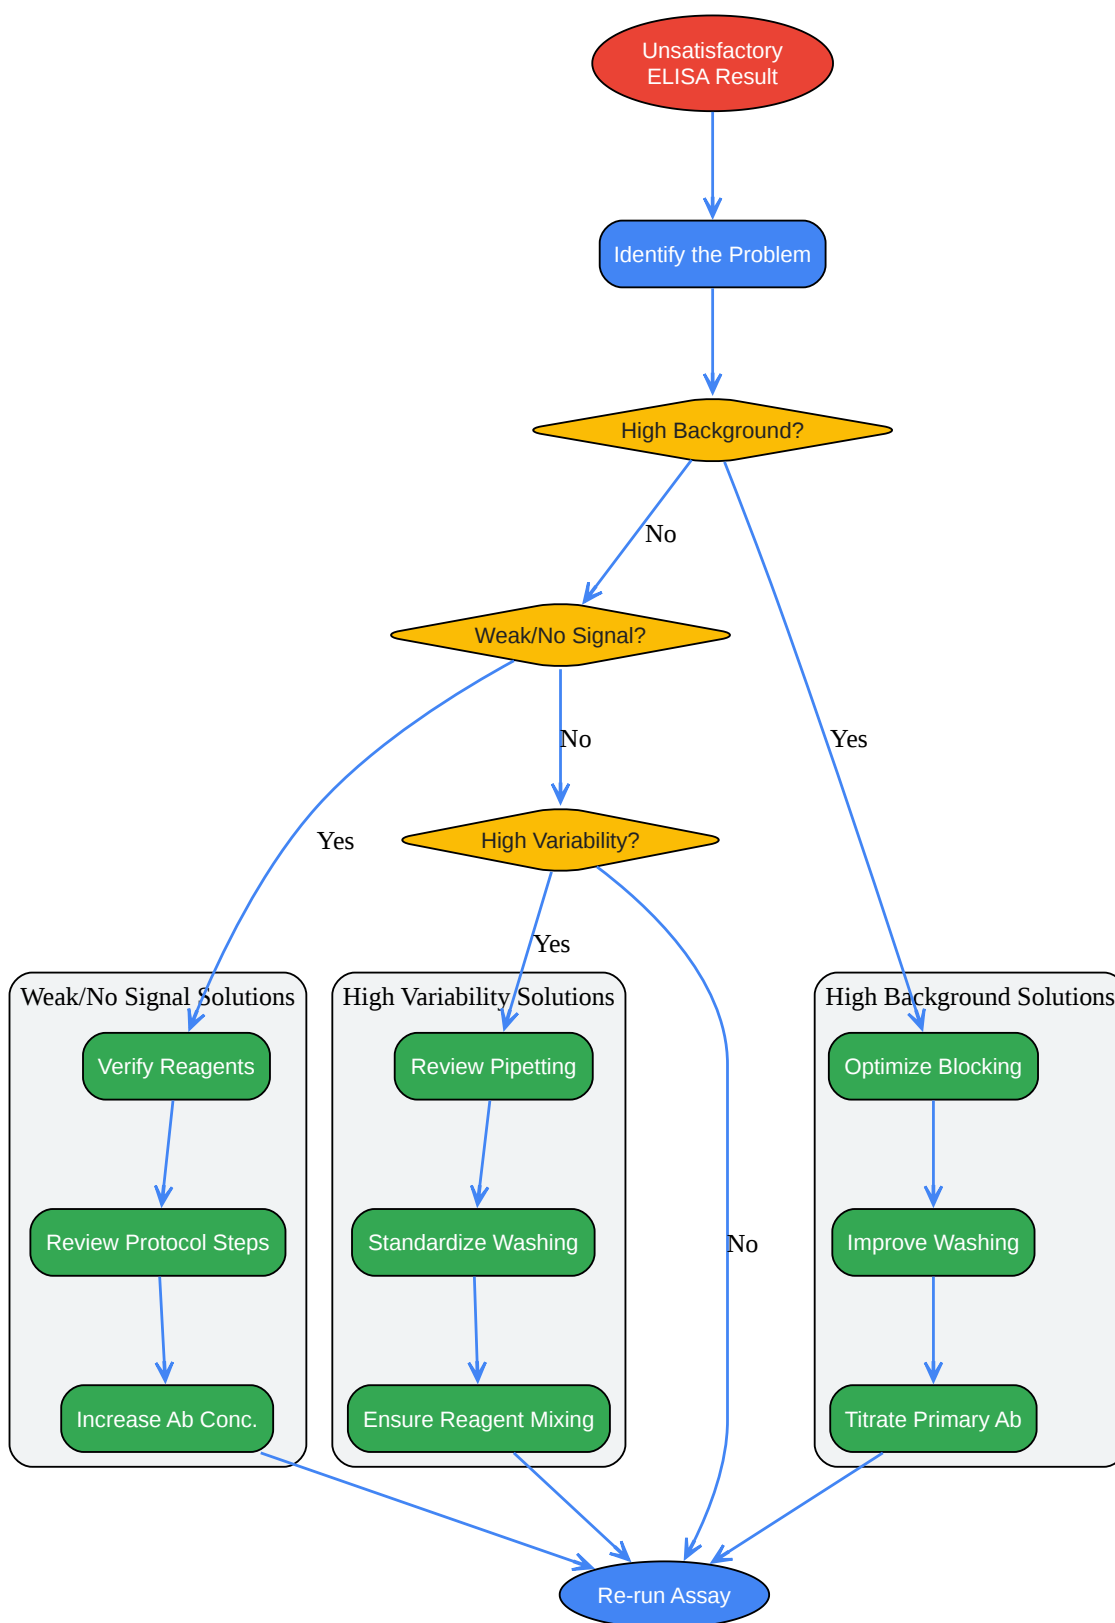 Unsatisfactory
ELISA Result
Identify the Problem
High Background?
No
Weak/No Signal?
No
Yes
Yes
High Variability?
Yes
Weak/No Signal Solutions
High Variability Solutions
High Background Solutions
Verify Reagents
Review Pipetting
Optimize Blocking
Review Protocol Steps
Standardize Washing
No
Improve Washing
Increase Ab Conc.
Ensure Reagent Mixing
Titrate Primary Ab
Re-run Assay